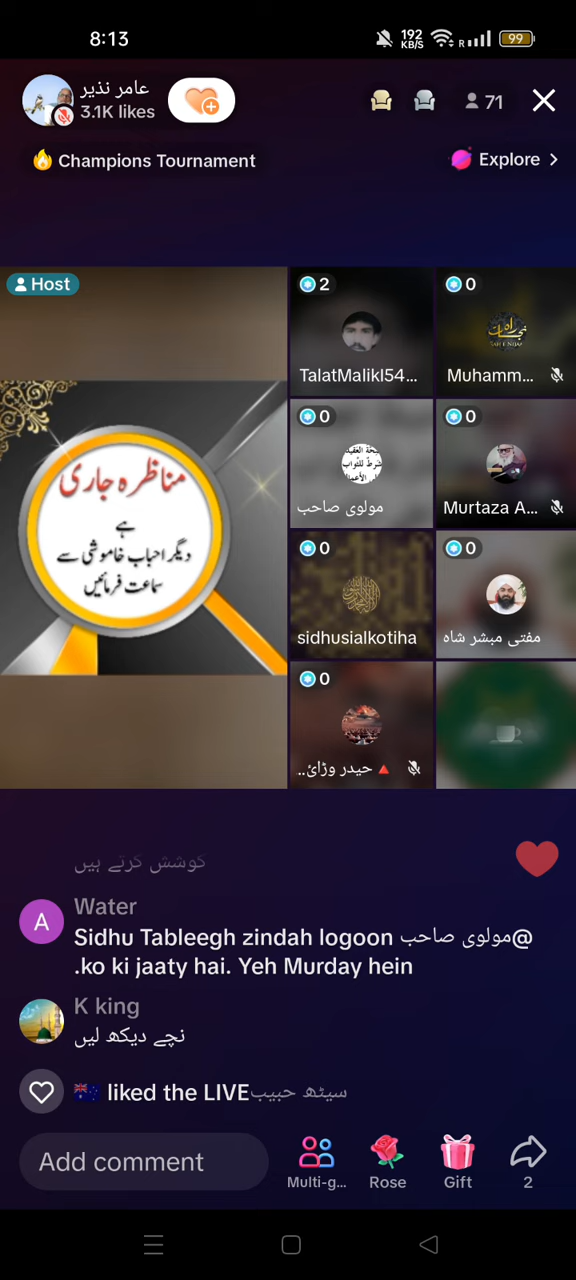 8:13
192
KB/S
R
99
عامر نذیر
3.1K likes
71
Champions Tournament
Explore
Host
مناظرہ جاری
ہے
دیگر احباب خاموشی سے
سماعت فرمائیں
2
TalatMalikl54...
0
راہ نجات
Muhamm...
0
مولوی صاحب
0
Murtaza A...
0
sidhusialkotiha
0
مفتی مبشر شاہ
0
حیدر وڑائ..
کوشش کرتے ہیں
A
Water
@مولوی صاحب Sidhu Tableegh zindah logoon
ko ki jaaty hai. Yeh Murday hein.
K king
نچے دیکھ لیں
سیٹھ حبیب🇦🇺 liked the LIVE
Add comment
Multi-g...
Rose
Gift
2